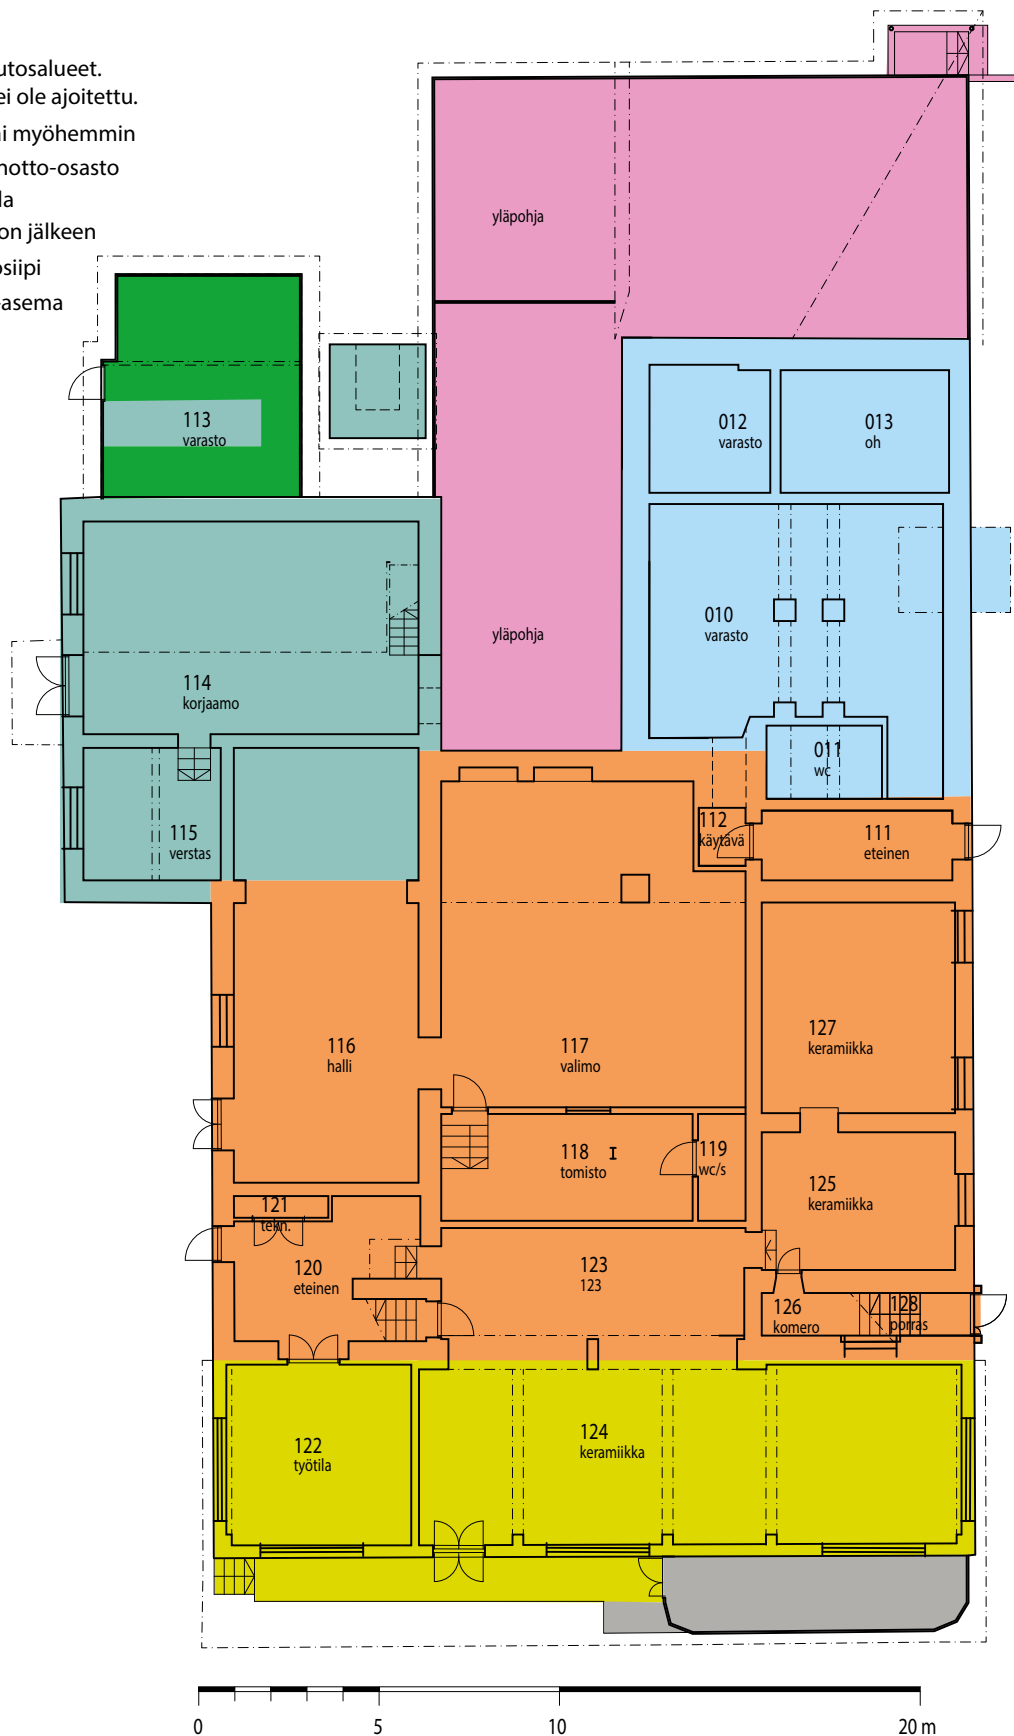 utosalueet.
ei ole ajoitettu.
i myöhemmin
notto-osasto
la
on jälkeen
osiipi
easema
yläpohja
113
varasto
012
varasto
013
oh
010
varasto
yläpohja
114
korjaamo
011
wc
115
verstas
112
käytävä
111
eteinen
116
halli
117
valimo
127
keramiikka
118
tomisto
119
wc/s
125
keramiikka
121
tekn.
120
eteinen
123
123
126
komero
128
porras
122
työtila
124
keramiikka
0
5
10
20 m